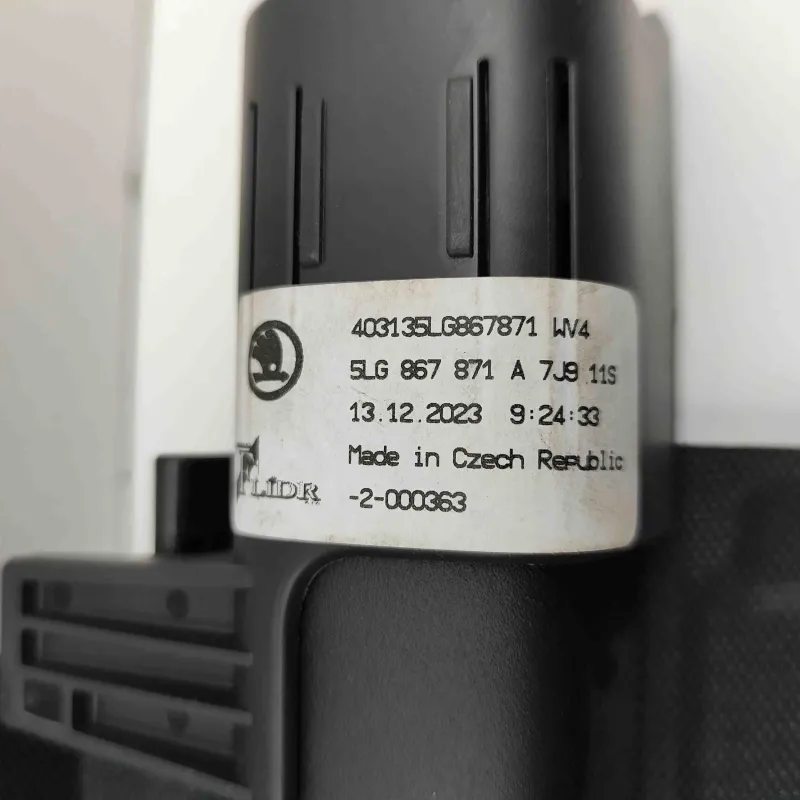 403135LG867871 WV4
5LG 867 871 A 7J9 11S
13.12.2023 9:24:33
Made in Czech Republic
FLIDR
-2-000363